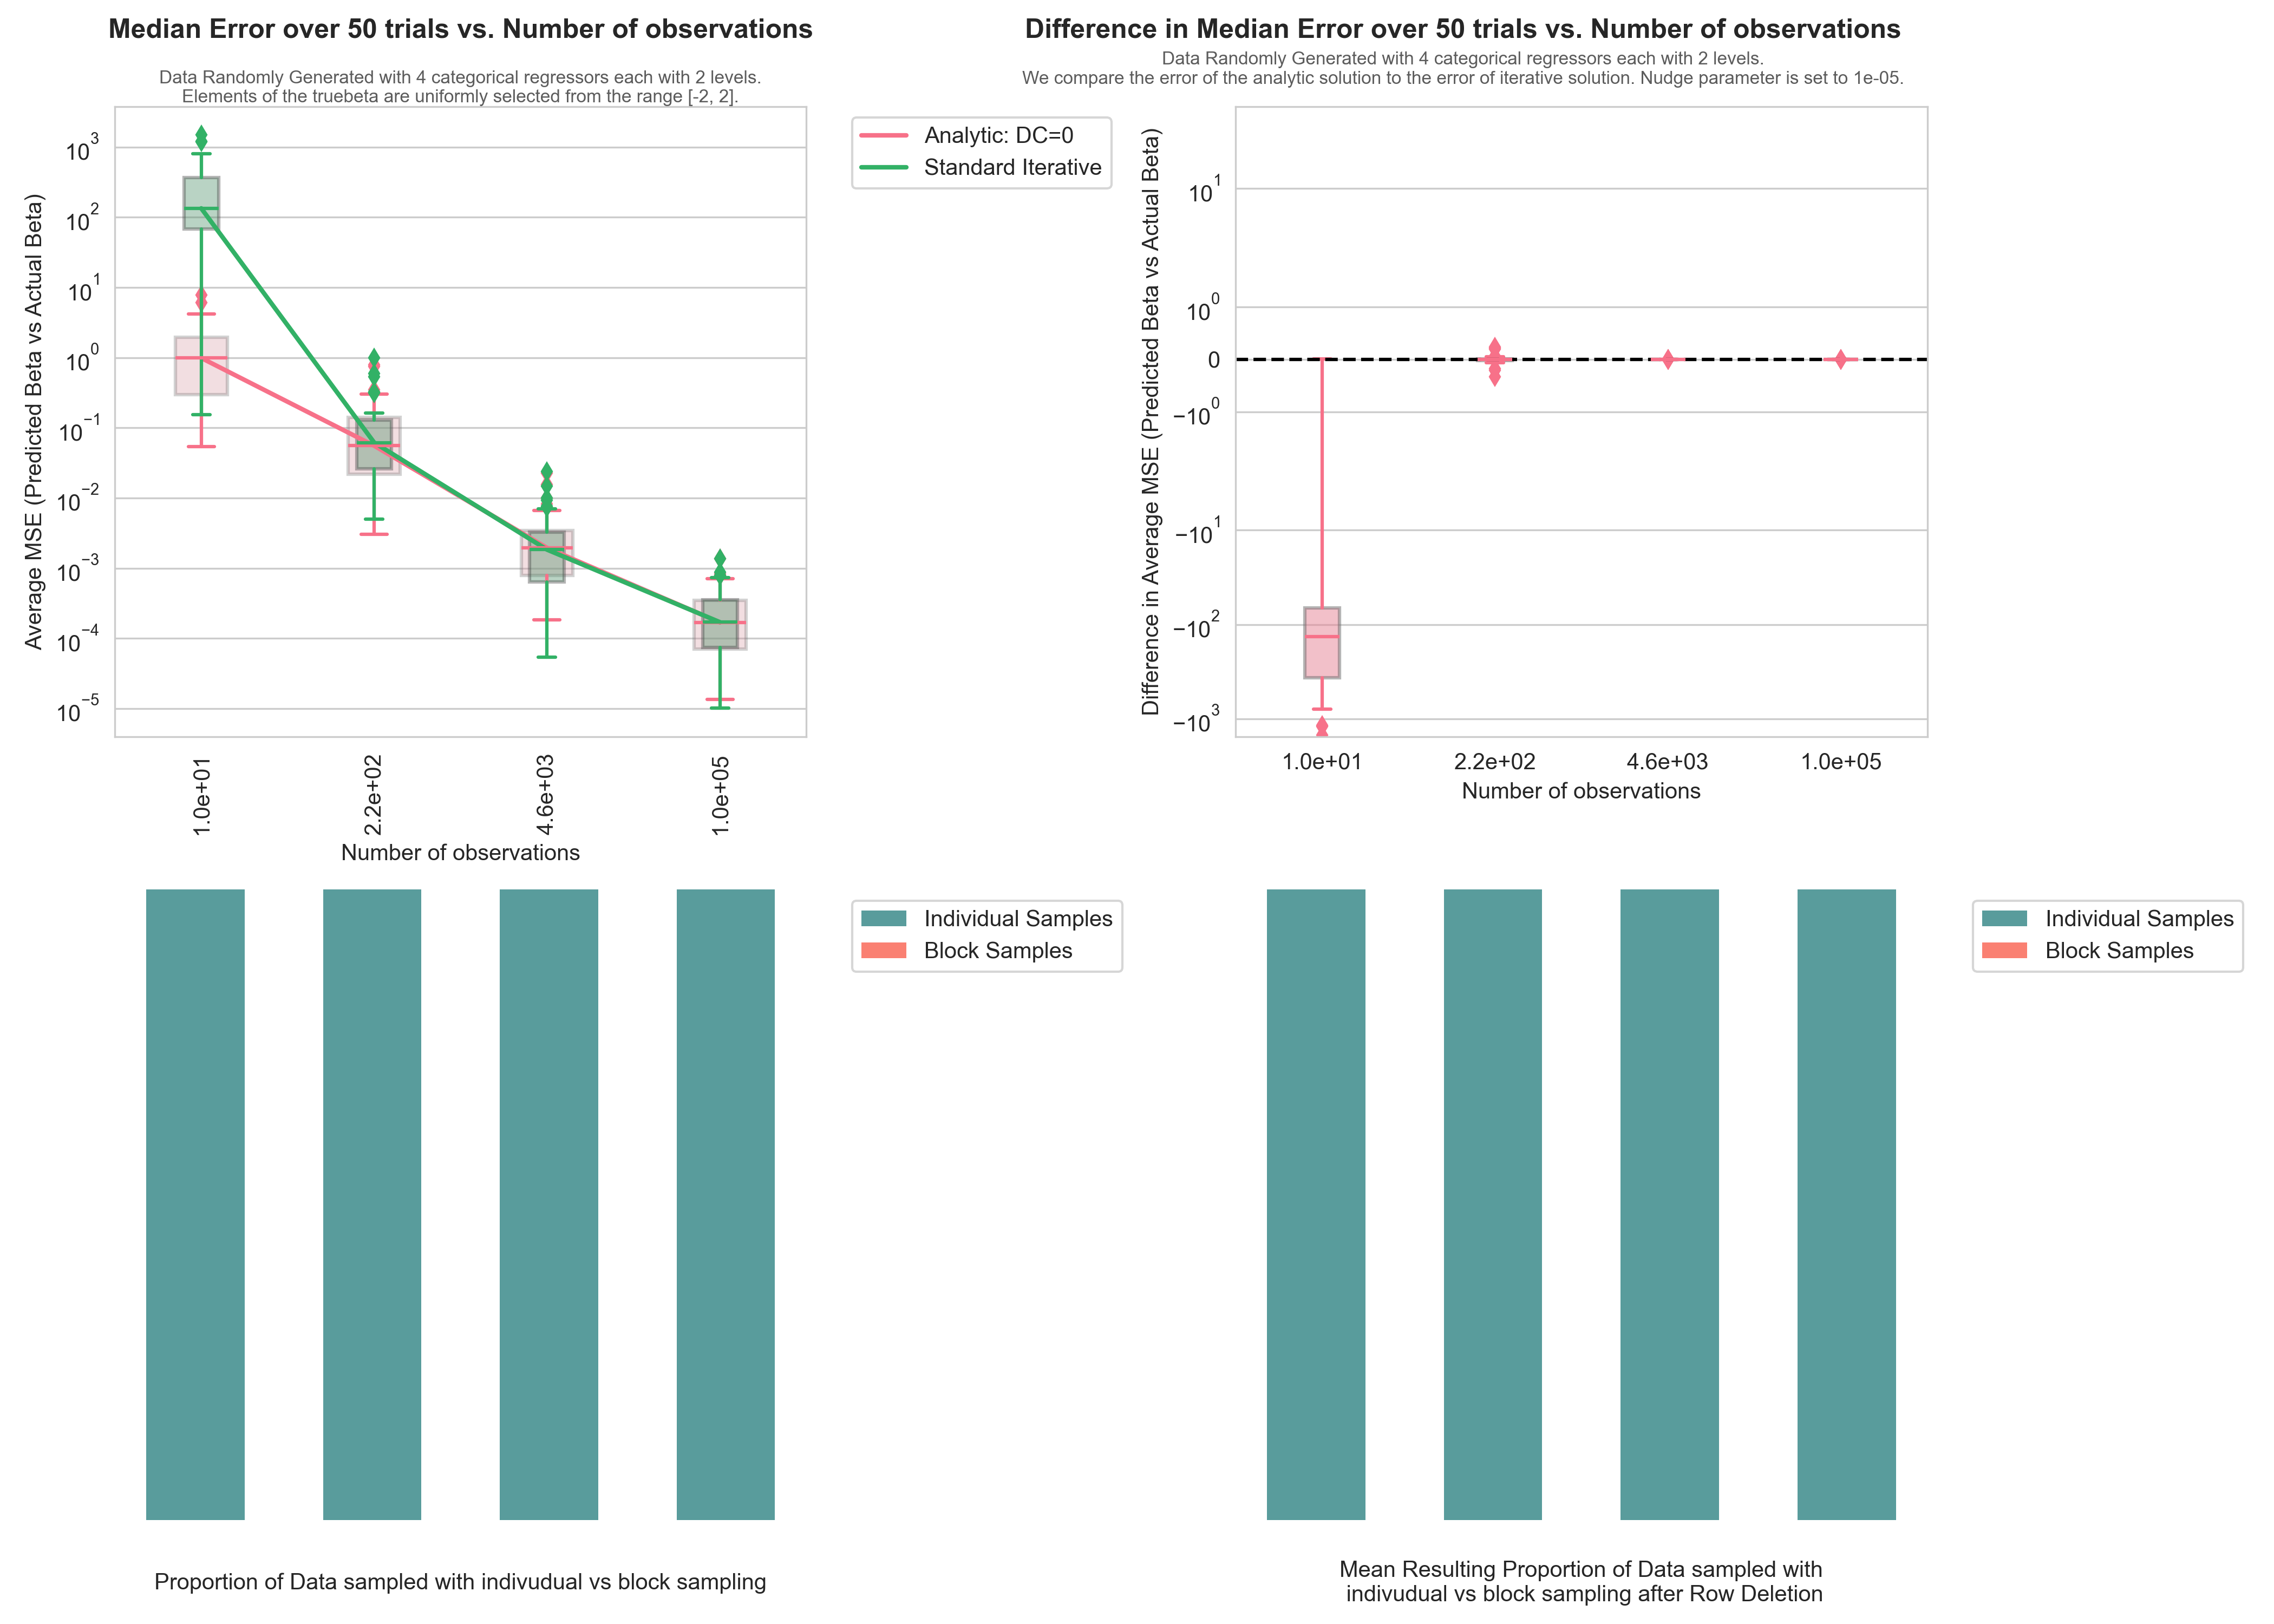 Median Error over 50 trials vs. Number of observations
Data Randomly Generated with 4 categorical regressors each with 2 levels.
Elements of the truebeta are uniformly selected from the range [-2, 2].
Average MSE (Predicted Beta vs Actual Beta)
10^3
10^2
10^1
10^0
10^−1
10^−2
10^−3
10^−4
10^−5
1.0e+01
2.2e+02
4.6e+03
1.0e+05
Number of observations
Analytic: DC=0
Standard Iterative
Difference in Median Error over 50 trials vs. Number of observations
Data Randomly Generated with 4 categorical regressors each with 2 levels.
We compare the error of the analytic solution to the error of iterative solution. Nudge parameter is set to 1e-05.
Difference in Average MSE (Predicted Beta vs Actual Beta)
10^1
10^0
0
−10^0
−10^1
−10^2
−10^3
1.0e+01
2.2e+02
4.6e+03
1.0e+05
Number of observations
Individual Samples
Block Samples
Proportion of Data sampled with indivudual vs block sampling
Individual Samples
Block Samples
Mean Resulting Proportion of Data sampled with
indivudual vs block sampling after Row Deletion